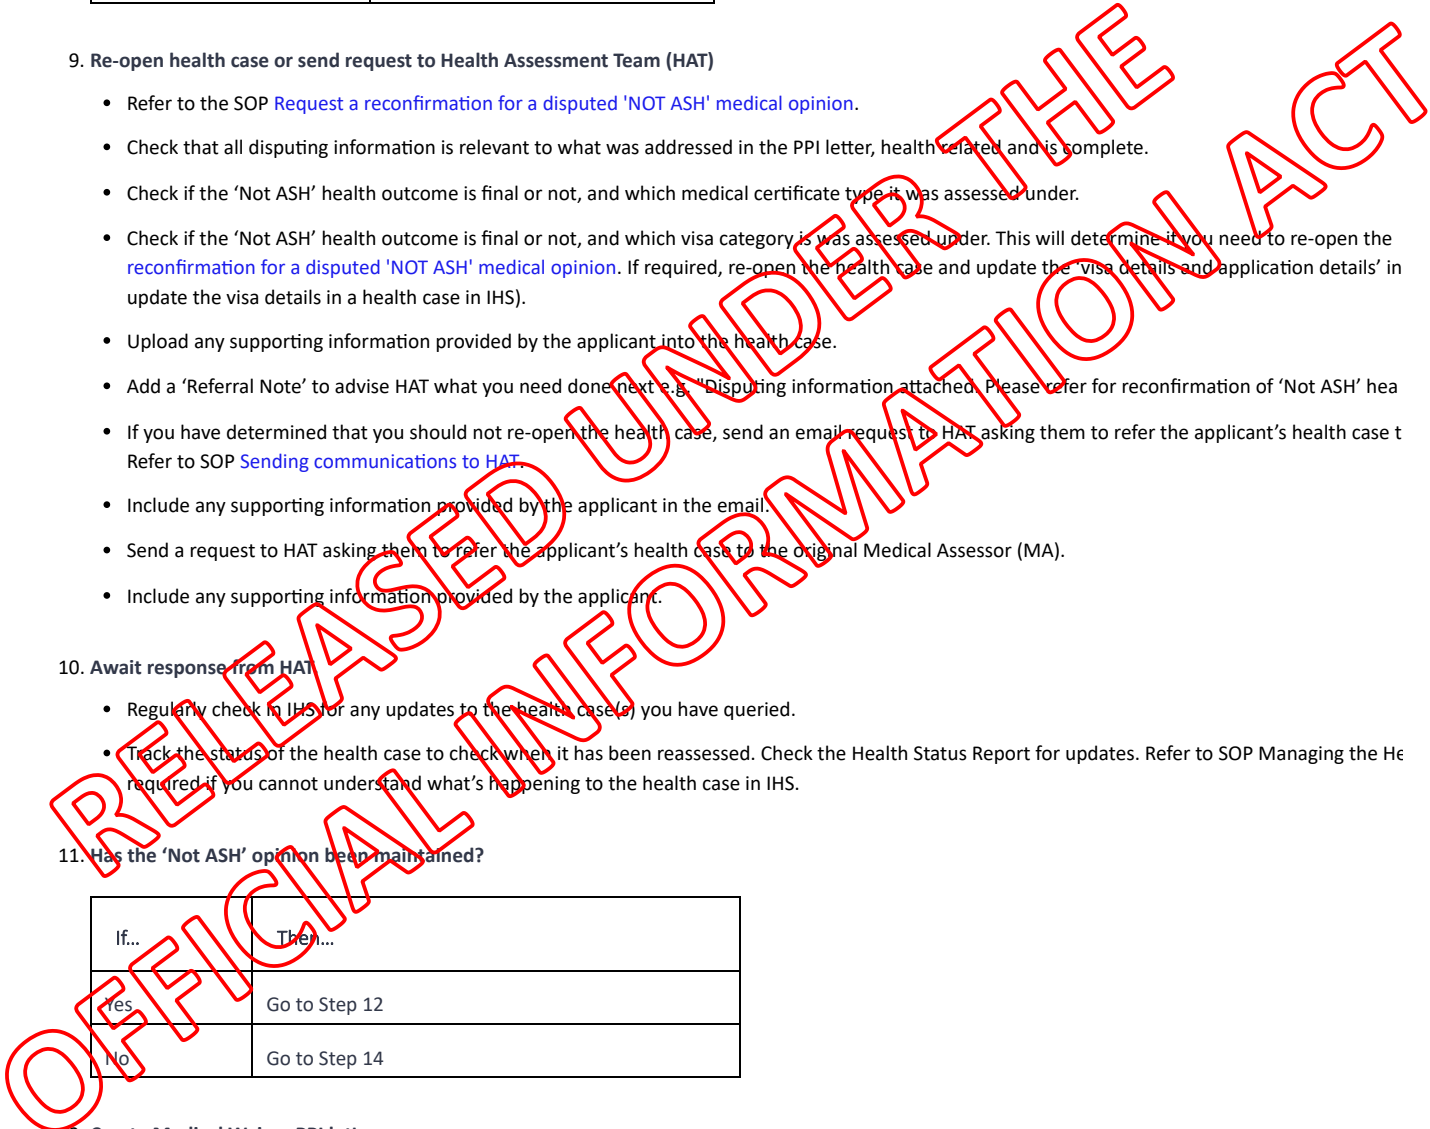 9. Re-open health case or send request to Health Assessment Team (HAT)
• Refer to the SOP Request a reconfirmation for a disputed 'NOT ASH' medical opinion.
• Check that all disputing information is relevant to what was addressed in the PPI letter, health related and is complete.
• Check if the ‘Not ASH’ health outcome is final or not, and which medical certificate type it was assessed under.
• Check if the ‘Not ASH’ health outcome is final or not, and which visa category is was assessed under. This will determine if you need to re-open the
reconfirmation for a disputed 'NOT ASH' medical opinion. If required, re-open the health case and update the ‘visa details and application details’ in
update the visa details in a health case in IHS).
• Upload any supporting information provided by the applicant into the health case.
• Add a ‘Referral Note’ to advise HAT what you need done next e.g. "Disputing information attached. Please refer for reconfirmation of ‘Not ASH’ hea
• If you have determined that you should not re-open the health case, send an email request to HAT asking them to refer the applicant’s health case t
Refer to SOP Sending communications to HAT.
• Include any supporting information provided by the applicant in the email.
• Send a request to HAT asking them to refer the applicant’s health case to the original Medical Assessor (MA).
• Include any supporting information provided by the applicant.
10. Await response from HAT
• Regularly check in IHS for any updates to the health case(s) you have queried.
• Track the status of the health case to check when it has been reassessed. Check the Health Status Report for updates. Refer to SOP Managing the He
required if you cannot understand what’s happening to the health case in IHS.
11. Has the ‘Not ASH’ opinion been maintained?
If... Then...
Yes Go to Step 12
No Go to Step 14
RELEASED UNDER THE
OFFICIAL INFORMATION ACT